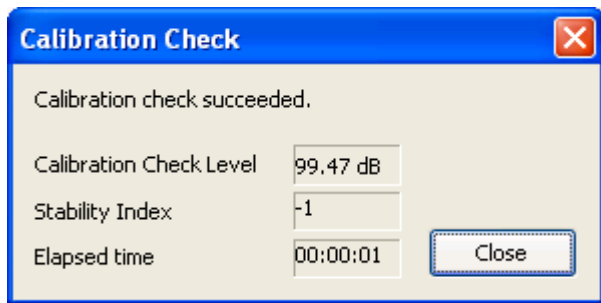 Calibration Check
Calibration check succeeded.
Calibration Check Level 99.47 dB
Stability Index -1
Elapsed time 00:00:01
Close